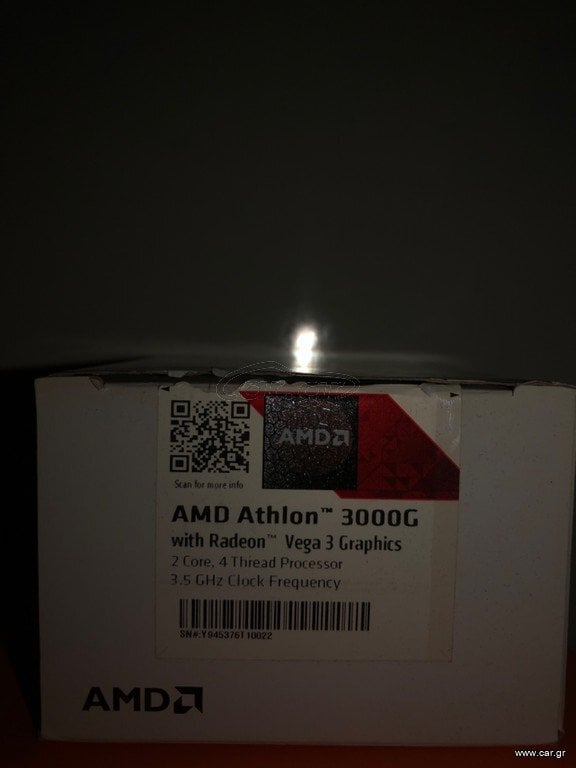 AMD
Scan for more info
AMD Athlon™ 3000G
with Radeon™ Vega 3 Graphics
2 Core, 4 Thread Processor
3.5 GHz Clock Frequency
SN#:Y945376T10022
AMD
www.car.gr